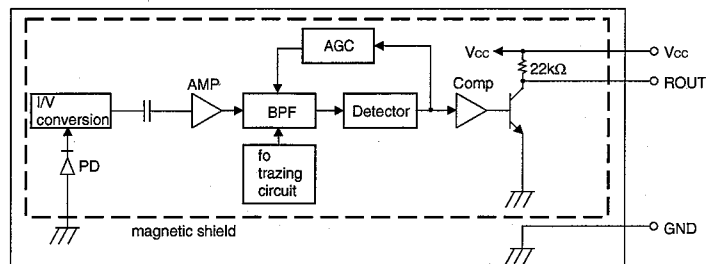 AGC
Vcc
Vcc
22kΩ
ROUT
AMP
Comp
I/V
conversion
BPF
Detector
PD
fo
trazing
circuit
magnetic shield
GND